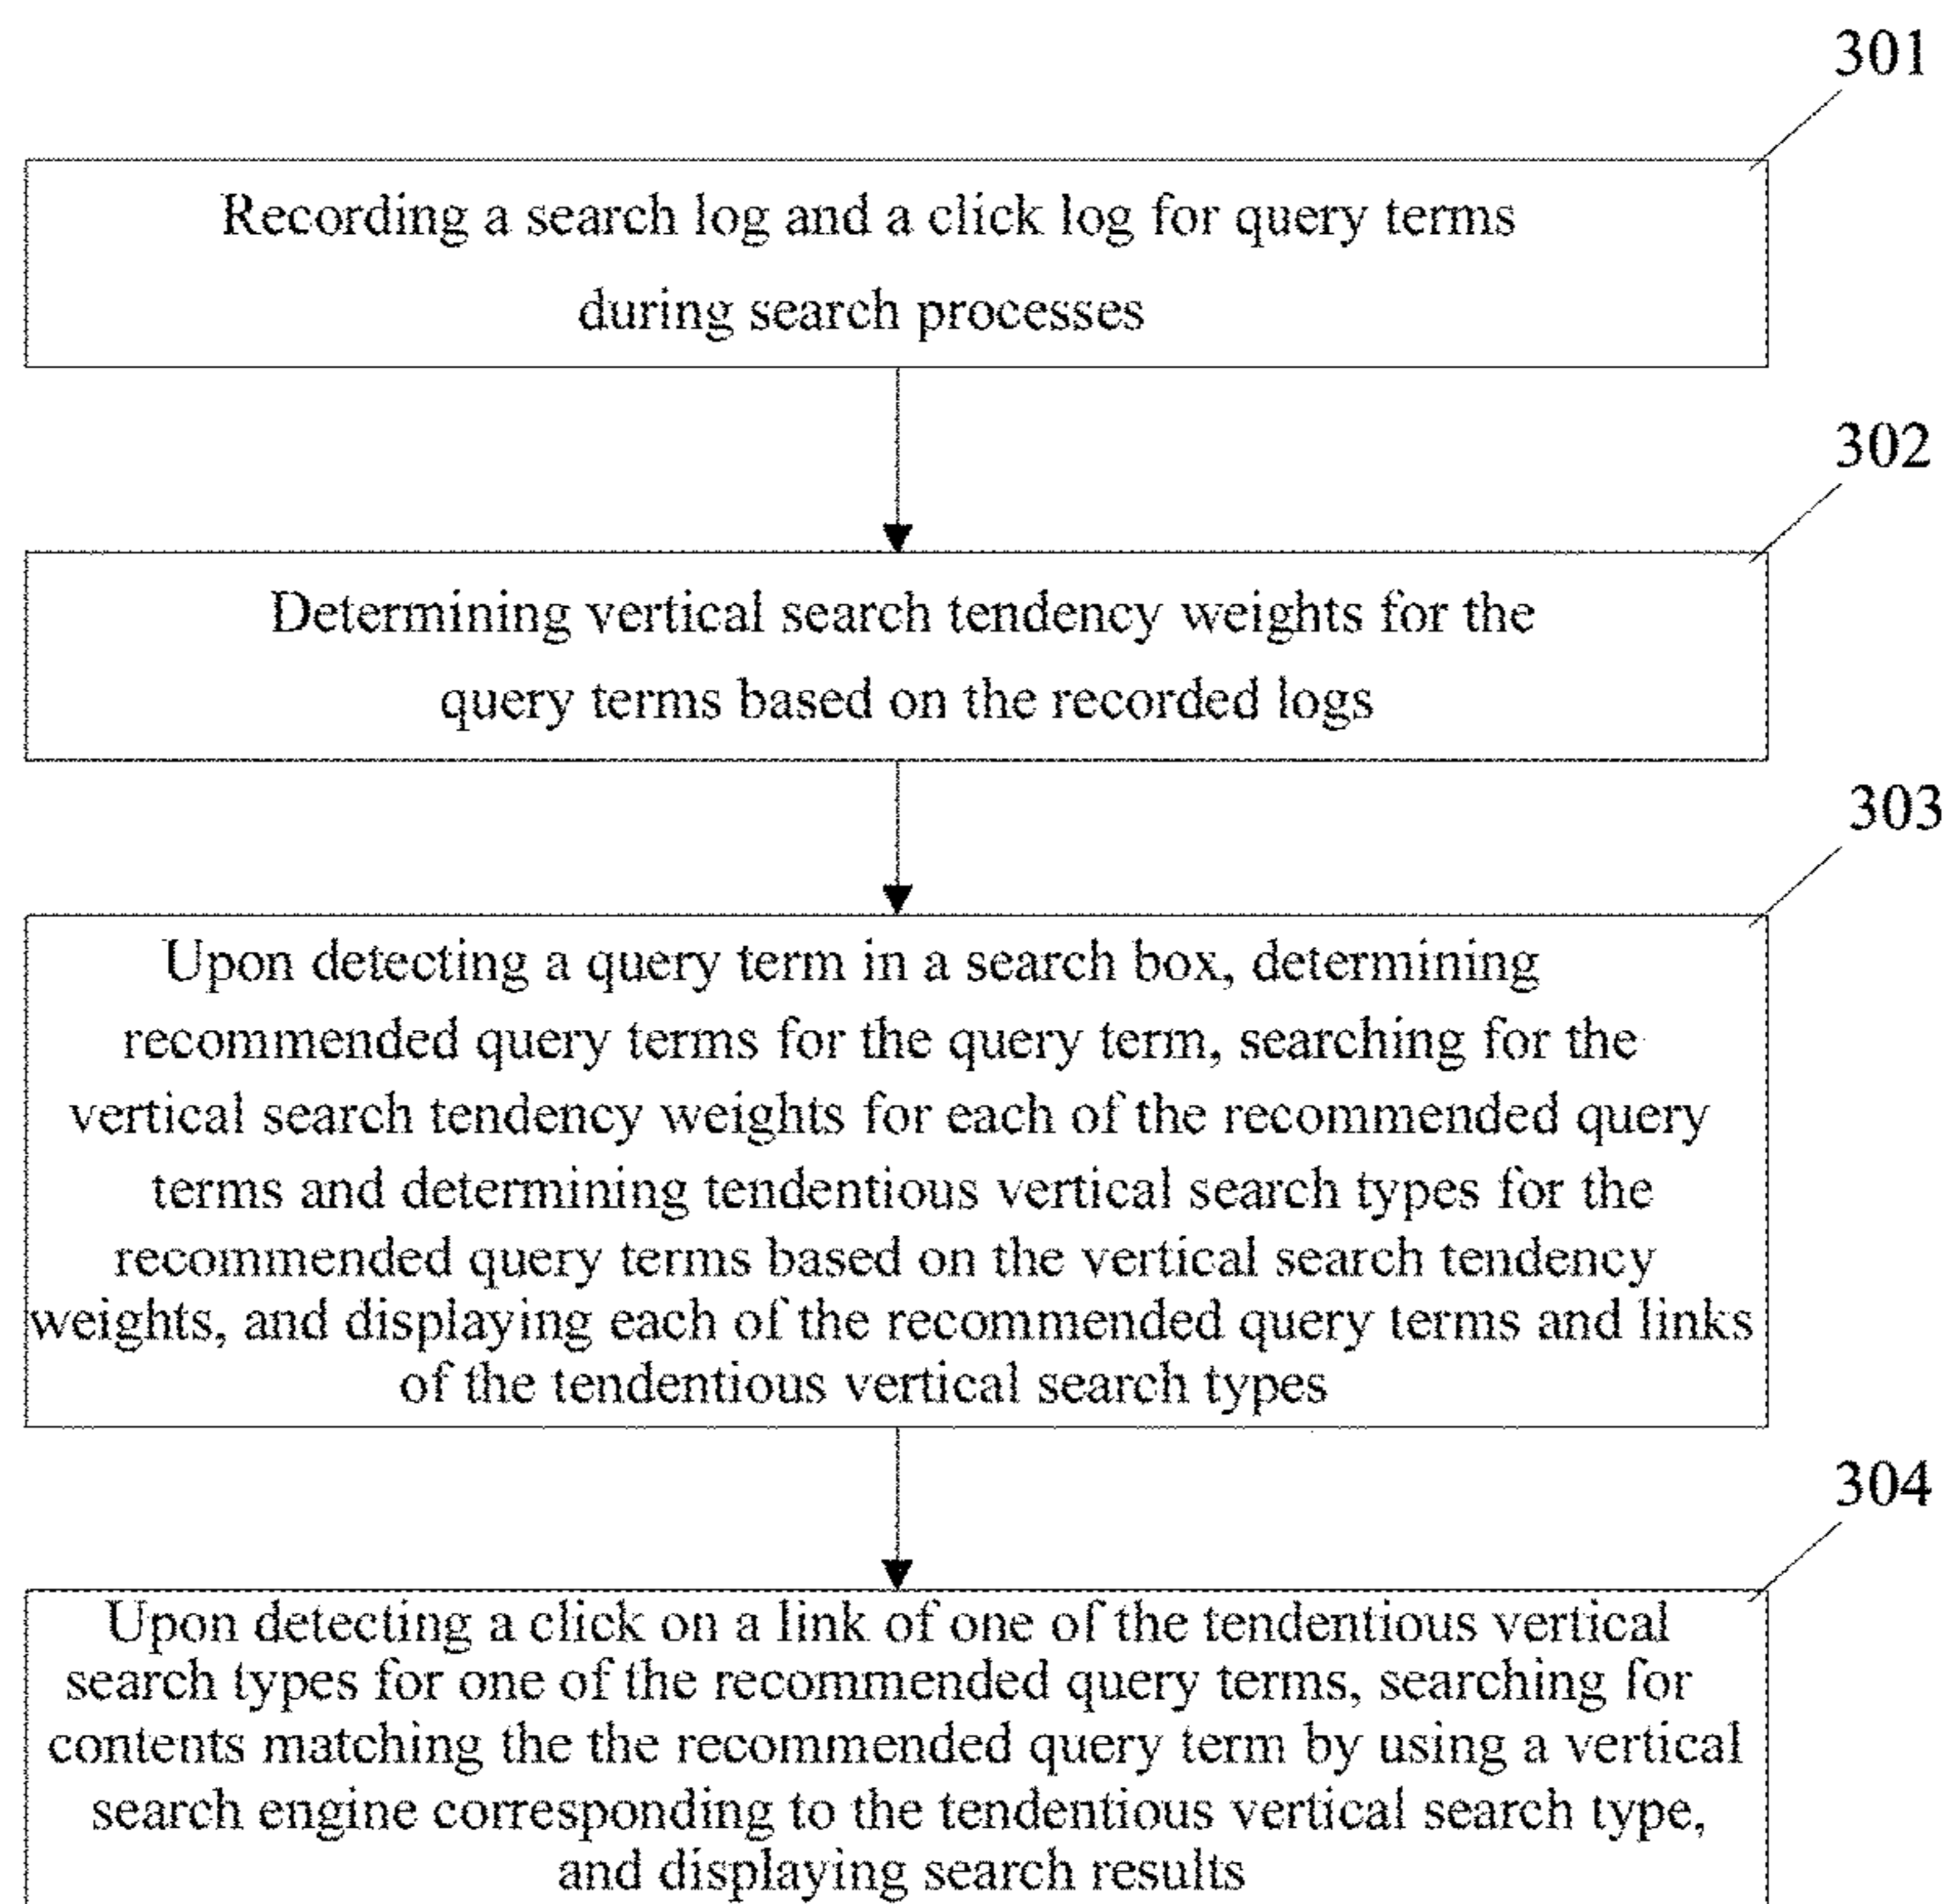 301
Recording a search log and a click log for query terms
during search processes
302
Determining vertical search tendency weights for the
query terms based on the recorded logs
303
Upon detecting a query term in a search box, determining
recommended query terms for the query term, searching for the
vertical search tendency weights for each of the recommended query
terms and determining tendentious vertical search types for the
recommended query terms based on the vertical search tendency
weights, and displaying each of the recommended query terms and links
of the tendentious vertical search types
304
Upon detecting a click on a link of one of the tendentious vertical
search types for one of the recommended query terms, searching for
contents matching the the recommended query term by using a vertical
search engine corresponding to the tendentious vertical search type,
and displaying search results